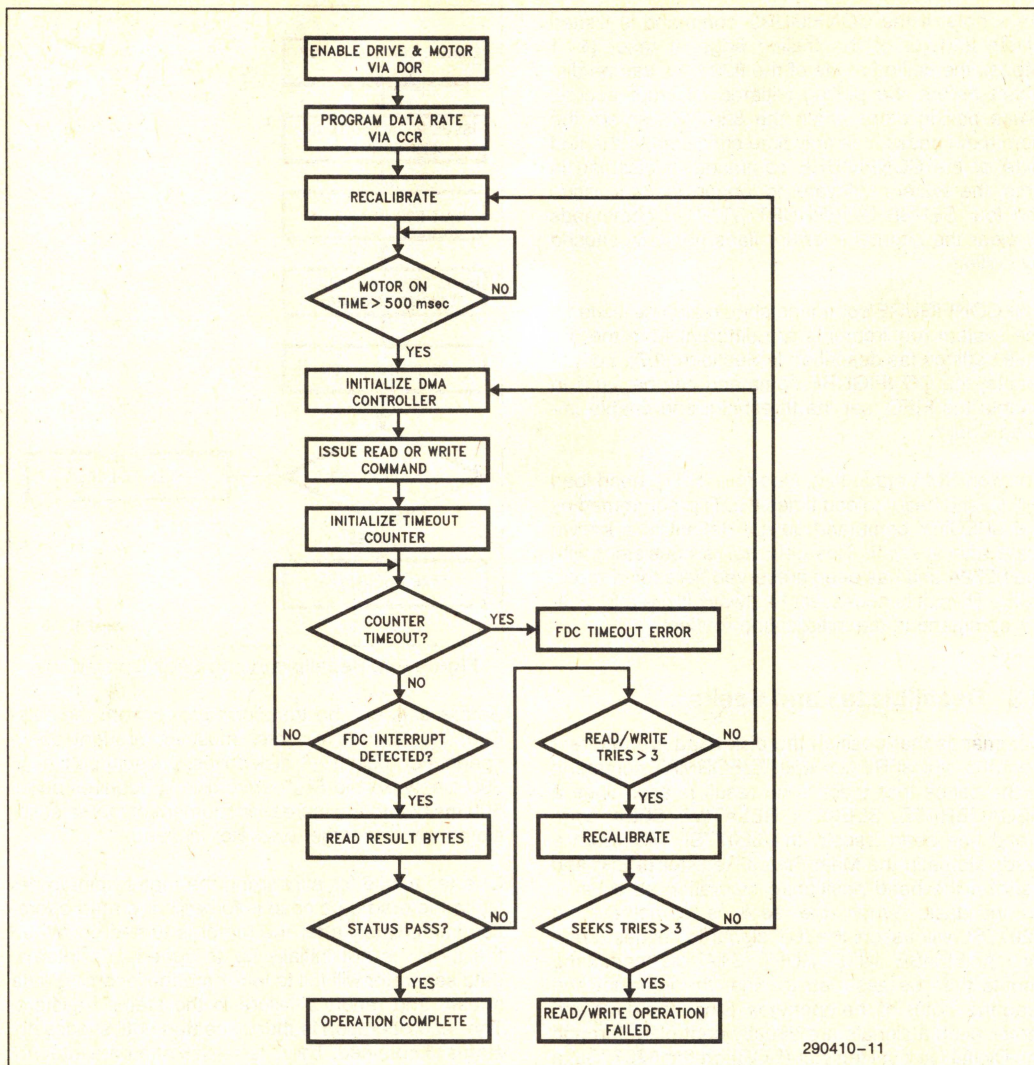 ENABLE DRIVE & MOTOR
VIA DOR
PROGRAM DATA RATE
VIA CCR
RECALIBRATE
MOTOR ON
TIME > 500 msec
NO
YES
INITIALIZE DMA
CONTROLLER
ISSUE READ OR WRITE
COMMAND
INITIALIZE TIMEOUT
COUNTER
COUNTER
TIMEOUT?
YES
FDC TIMEOUT ERROR
NO
FDC INTERRUPT
DETECTED?
NO
YES
READ RESULT BYTES
STATUS PASS?
NO
YES
OPERATION COMPLETE
READ/WRITE
TRIES > 3
NO
YES
RECALIBRATE
SEEKS TRIES > 3
NO
YES
READ/WRITE OPERATION
FAILED
290410-11